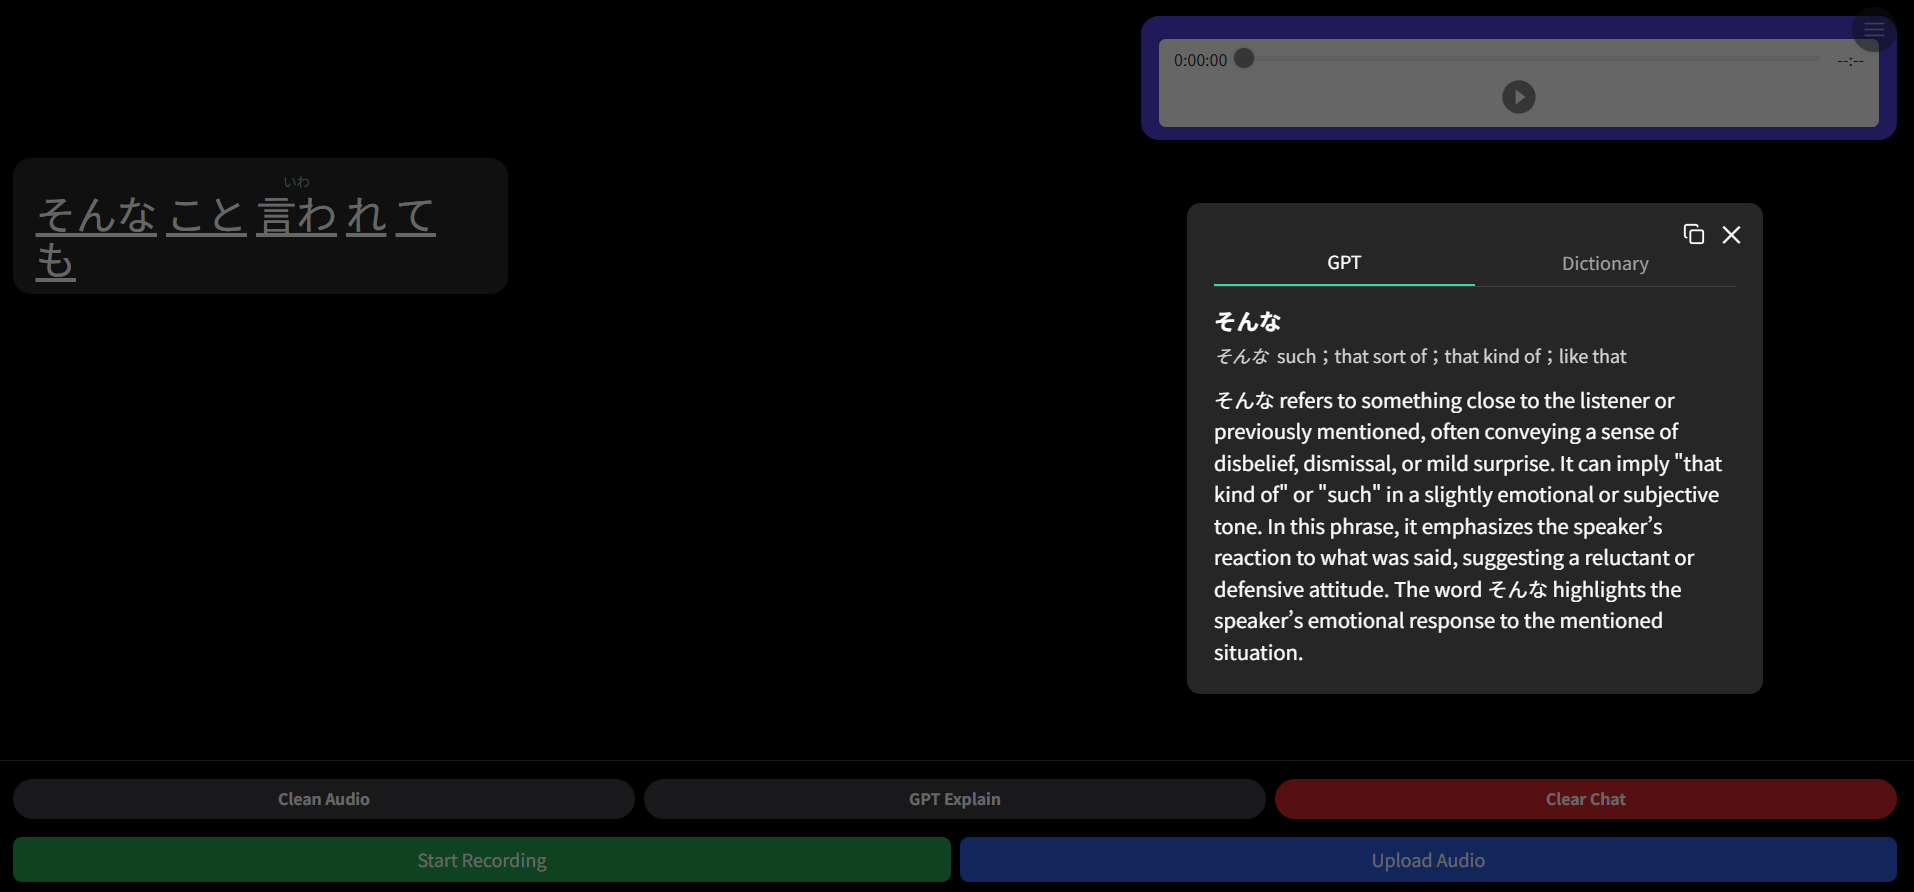 0:00:00 --:--
いわ
そんな こと 言わ れ て
も
GPT Dictionary
そんな
そんな such；that sort of；that kind of；like that
そんな refers to something close to the listener or
previously mentioned, often conveying a sense of
disbelief, dismissal, or mild surprise. It can imply "that
kind of" or "such" in a slightly emotional or subjective
tone. In this phrase, it emphasizes the speaker’s
reaction to what was said, suggesting a reluctant or
defensive attitude. The word そんな highlights the
speaker’s emotional response to the mentioned
situation.
Clean Audio GPT Explain Clear Chat
Start Recording Upload Audio